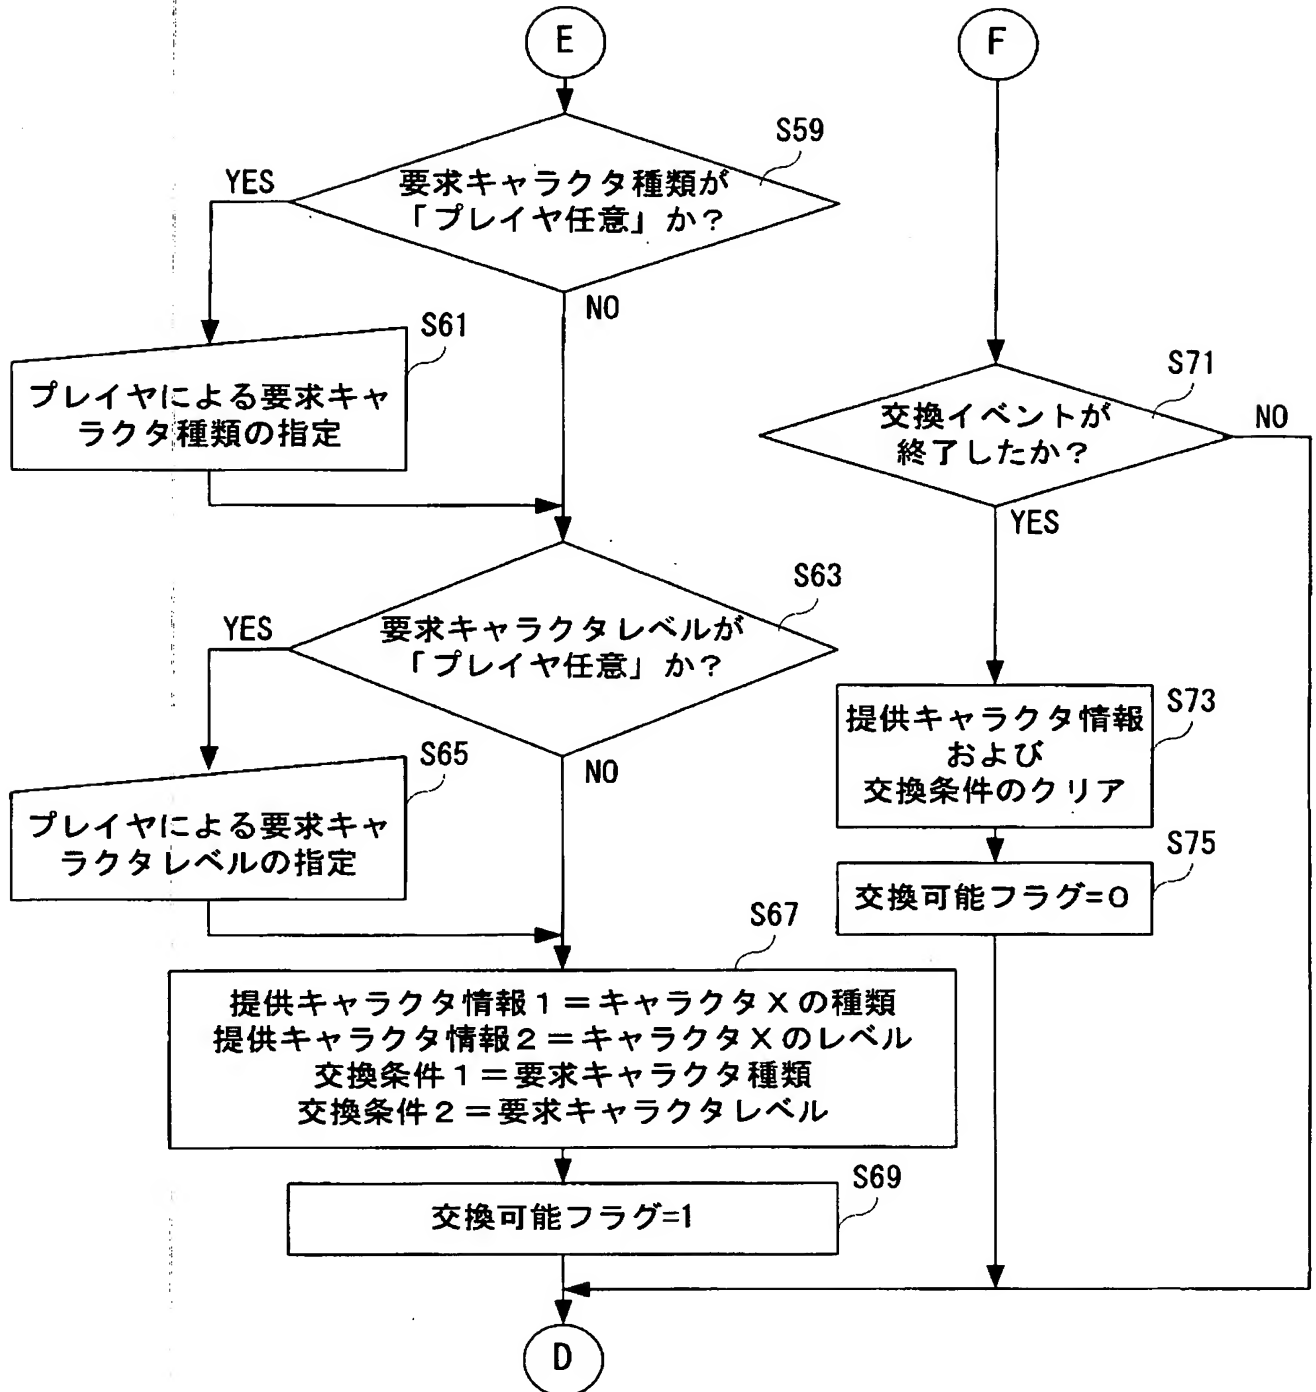 E
S59
要求キャラクタ種類が
「プレイヤ任意」か？
YES
NO
S61
プレイヤによる要求キャ
ラクタ種類の指定
S63
要求キャラクタレベルが
「プレイヤ任意」か？
YES
NO
S65
プレイヤによる要求キャ
ラクタレベルの指定
S67
提供キャラクタ情報１＝キャラクタＸの種類
提供キャラクタ情報２＝キャラクタＸのレベル
交換条件１＝要求キャラクタ種類
交換条件２＝要求キャラクタレベル
S69
交換可能フラグ=1
D
F
S71
交換イベントが
終了したか？
NO
YES
S73
提供キャラクタ情報
および
交換条件のクリア
S75
交換可能フラグ=０